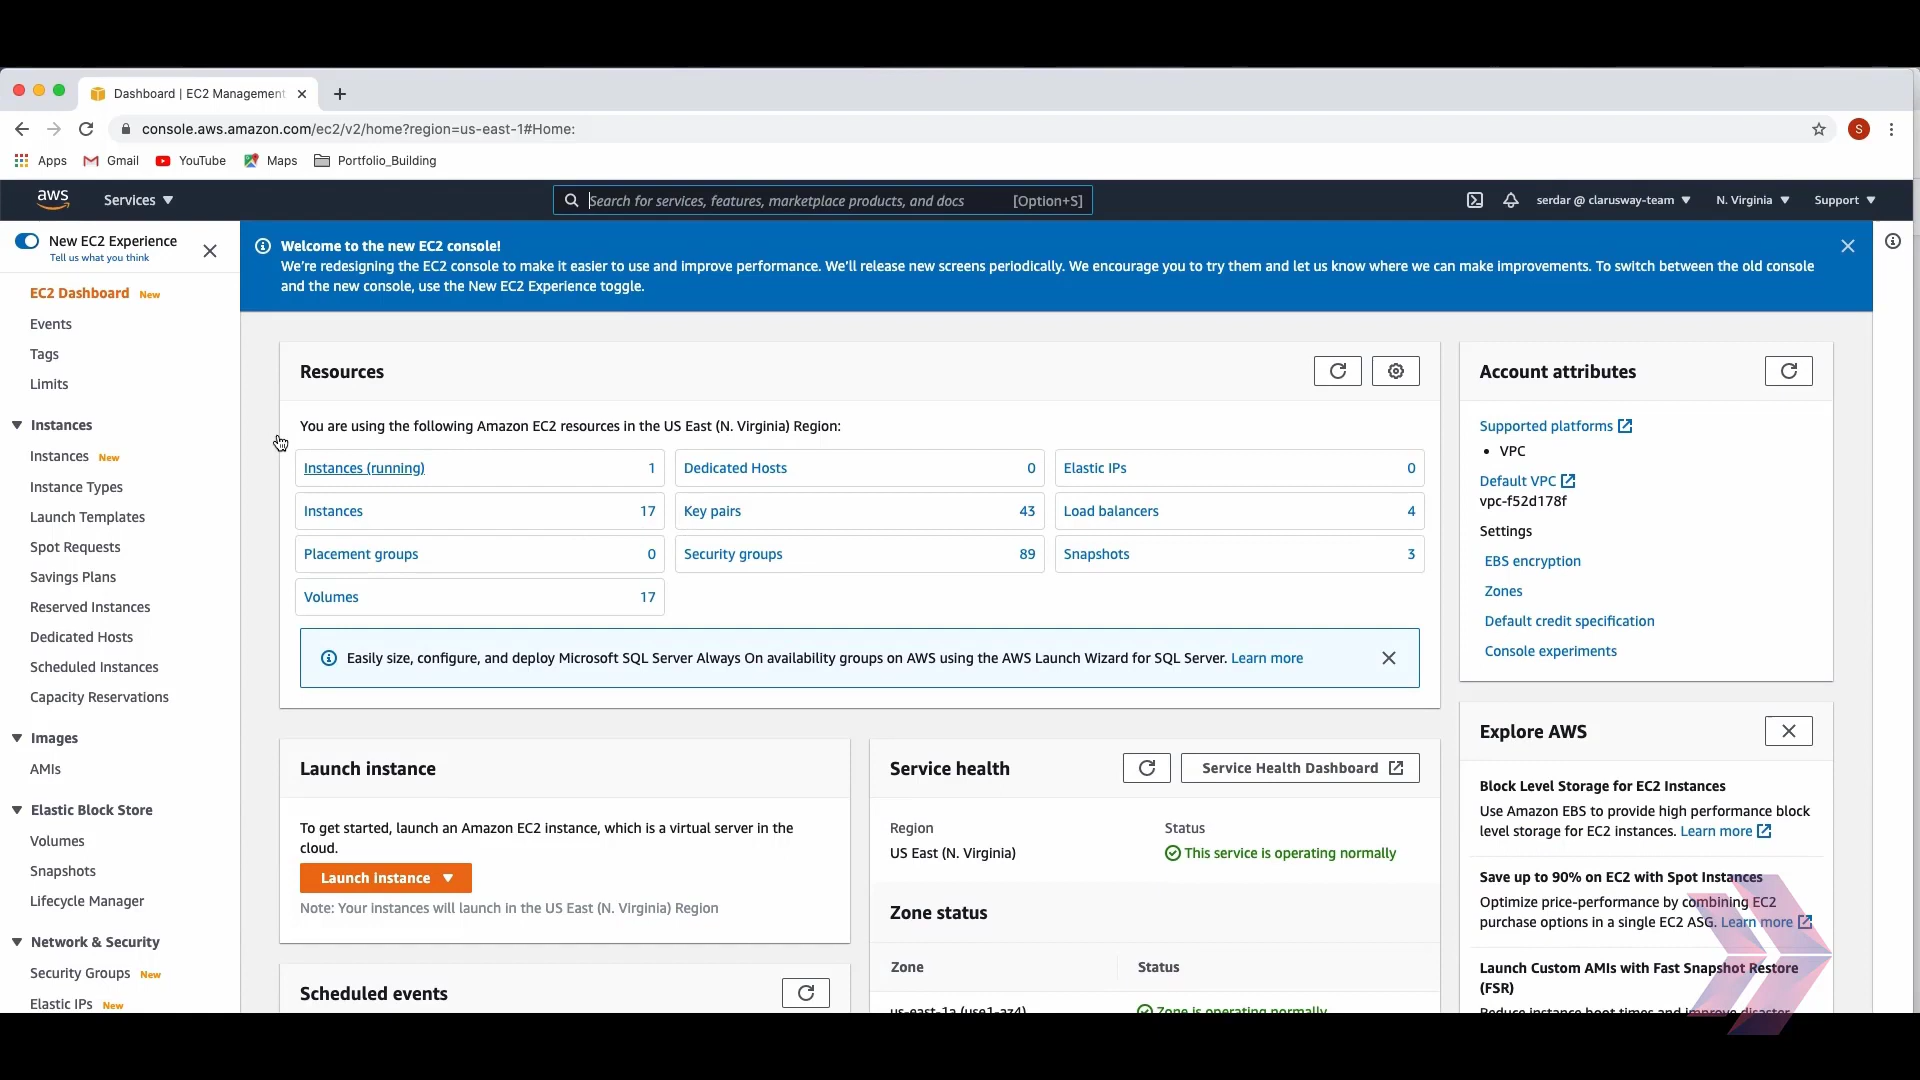 Dashboard | EC2 Management
console.aws.amazon.com/ec2/v2/home?region=us-east-1#Home:
S
Apps
Gmail
YouTube
Maps
Portfolio_Building
aws
Services
Search for services, features, marketplace products, and docs
[Option+S]
serdar @ clarusway-team
N. Virginia
Support
New EC2 Experience
Tell us what you think
EC2 Dashboard New
Events
Tags
Limits
Instances
Instances New
Instance Types
Launch Templates
Spot Requests
Savings Plans
Reserved Instances
Dedicated Hosts
Scheduled Instances
Capacity Reservations
Images
AMIs
Elastic Block Store
Volumes
Snapshots
Lifecycle Manager
Network & Security
Security Groups New
Elastic IPs New
Welcome to the new EC2 console!
We're redesigning the EC2 console to make it easier to use and improve performance. We'll release new screens periodically. We encourage you to try them and let us know where we can make improvements. To switch between the old console
and the new console, use the New EC2 Experience toggle.
Resources
You are using the following Amazon EC2 resources in the US East (N. Virginia) Region:
Instances (running) 1
Dedicated Hosts 0
Elastic IPs 0
Instances 17
Key pairs 43
Load balancers 4
Placement groups 0
Security groups 89
Snapshots 3
Volumes 17
Easily size, configure, and deploy Microsoft SQL Server Always On availability groups on AWS using the AWS Launch Wizard for SQL Server. Learn more
Launch instance
To get started, launch an Amazon EC2 instance, which is a virtual server in the
cloud.
Launch instance
Note: Your instances will launch in the US East (N. Virginia) Region
Scheduled events
Service health
Service Health Dashboard
Region
US East (N. Virginia)
Status
This service is operating normally
Zone status
Zone
Status
us-east-1a (use1-az4)
Zone is operating normally
Account attributes
Supported platforms
• VPC
Default VPC
vpc-f52d178f
Settings
EBS encryption
Zones
Default credit specification
Console experiments
Explore AWS
Block Level Storage for EC2 Instances
Use Amazon EBS to provide high performance block
level storage for EC2 instances. Learn more
Save up to 90% on EC2 with Spot Instances
Optimize price-performance by combining EC2
purchase options in a single EC2 ASG. Learn more
Launch Custom AMIs with Fast Snapshot Restore
(FSR)
Reduce instance boot times and improve disaster